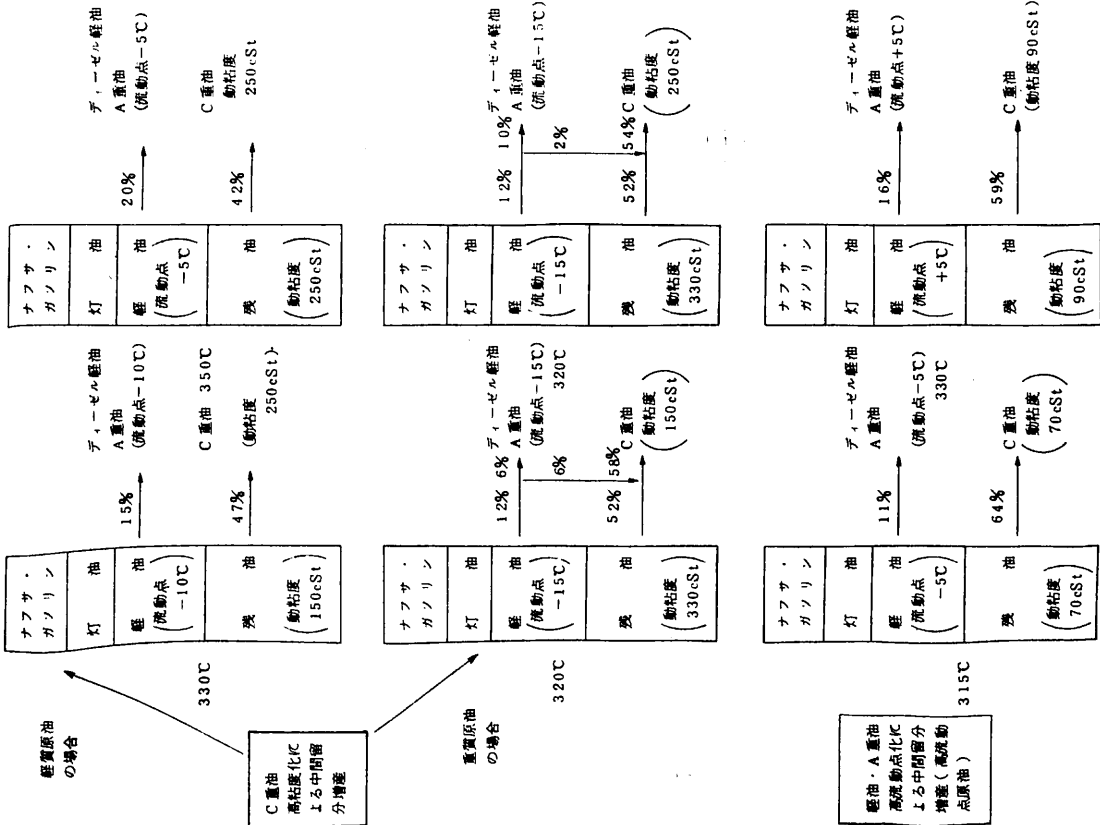 軽質原油
の場合
C重油
高粘度化に
よる中間留
分増産
330℃
ナフサ・
ガソリン
灯 油
軽 油
(流動点
-10℃)
残 油
(動粘度
150cSt)
15%
ディーゼル軽油
A重油
(流動点-10℃)
47%
C重油
(動粘度
250cSt)-
350℃
ナフサ・
ガソリン
灯 油
軽 油
(流動点
-5℃)
残 油
(動粘度
250cSt)
20%
ディーゼル軽油
A重油
(流動点-5℃)
42%
C重油
動粘度
250cSt
重質原油
の場合
320℃
ナフサ・
ガソリン
灯 油
軽 油
(流動点
-15℃)
残 油
(動粘度
330cSt)
12% 6%
ディーゼル軽油
A重油
(流動点-15℃)
6%
52% 58%
C重油
(動粘度
150cSt)
320℃
ナフサ・
ガソリン
灯 油
軽 油
(流動点
-15℃)
残 油
(動粘度
330cSt)
12% 10%
ディーゼル軽油
A重油
(流動点-15℃)
2%
52% 54%
C重油
(動粘度
250cSt)
軽油・A重油
高流動点化に
よる中間留分
増産(高流動
点原油)
315℃
ナフサ・
ガソリン
灯 油
軽 油
(流動点
-5℃)
残 油
(動粘度
70cSt)
11%
ディーゼル軽油
A重油
(流動点-5℃)
64%
C重油
(動粘度
70cSt)
330℃
ナフサ・
ガソリン
灯 油
軽 油
(流動点
+5℃)
残 油
(動粘度
90cSt)
16%
ディーゼル軽油
A重油
(流動点+5℃)
59%
C重油
(動粘度90cSt)